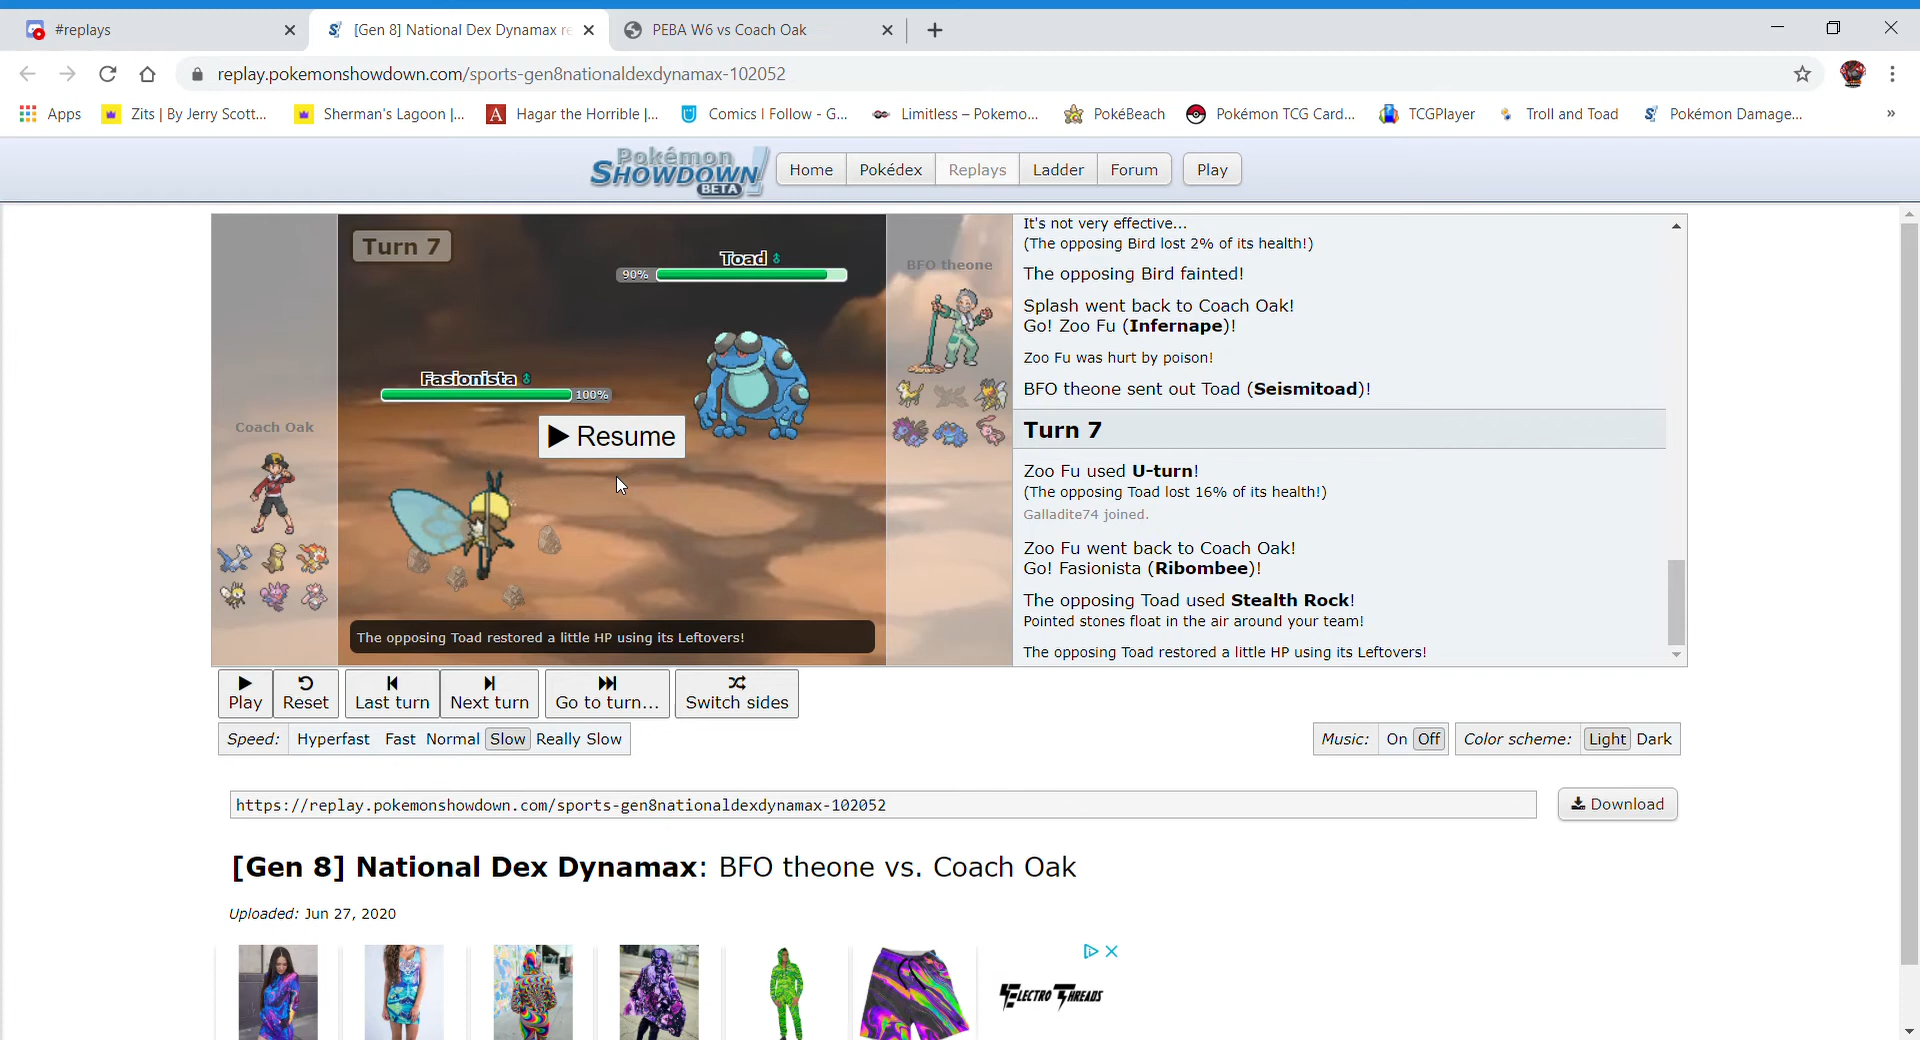 #replays
[Gen 8] National Dex Dynamax re
PEBA W6 vs Coach Oak
replay.pokemonshowdown.com/sports-gen8nationaldexdynamax-102052
Apps
Zits | By Jerry Scott...
Sherman's Lagoon |...
Hagar the Horrible |...
Comics I Follow - G...
Limitless – Pokemo...
PokéBeach
Pokémon TCG Card...
TCGPlayer
Troll and Toad
Pokémon Damage...
»
Pokémon
SHOWDOWN!
BETA
Home
Pokédex
Replays
Ladder
Forum
Play
Turn 7
Toad ♂
90%
Fasionista ♂
100%
Resume
Coach Oak
BFO theone
The opposing Toad restored a little HP using its Leftovers!
It's not very effective...
(The opposing Bird lost 2% of its health!)
The opposing Bird fainted!
Splash went back to Coach Oak!
Go! Zoo Fu (Infernape)!
Zoo Fu was hurt by poison!
BFO theone sent out Toad (Seismitoad)!
Turn 7
Zoo Fu used U-turn!
(The opposing Toad lost 16% of its health!)
Galladite74 joined.
Zoo Fu went back to Coach Oak!
Go! Fasionista (Ribombee)!
The opposing Toad used Stealth Rock!
Pointed stones float in the air around your team!
The opposing Toad restored a little HP using its Leftovers!
Play
Reset
Last turn
Next turn
Go to turn...
Switch sides
Speed: Hyperfast Fast Normal Slow Really Slow
Music: On Off
Color scheme: Light Dark
https://replay.pokemonshowdown.com/sports-gen8nationaldexdynamax-102052
Download
[Gen 8] National Dex Dynamax: BFO theone vs. Coach Oak
Uploaded: Jun 27, 2020
ELECTRO THREADS